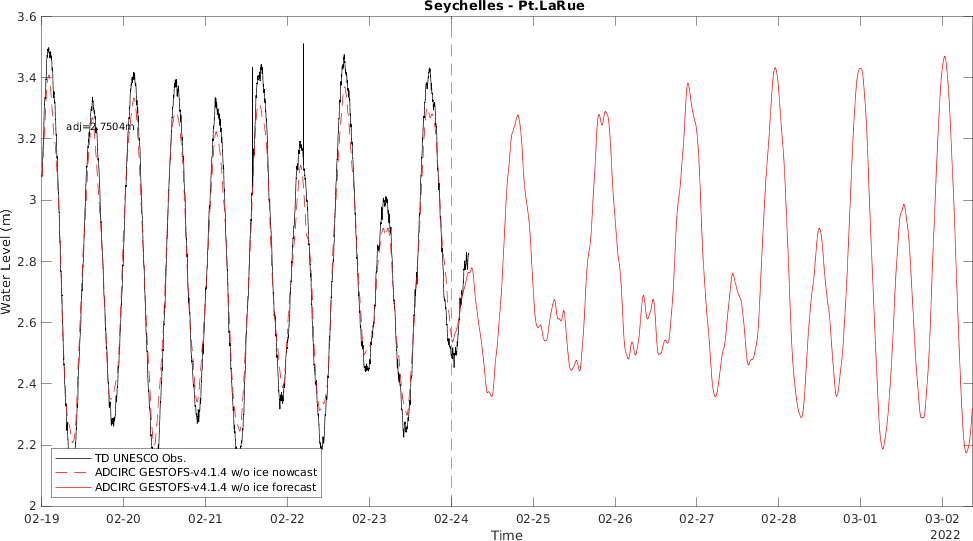 Seychelles - Pt.LaRue
3.6
3.4
adj=2.7504m
3.2
3
Water Level (m)
2.8
2.6
2.4
2.2
2
TD UNESCO Obs.
ADCIRC GESTOFS-v4.1.4 w/o ice nowcast
ADCIRC GESTOFS-v4.1.4 w/o ice forecast
02-19 02-20 02-21 02-22 02-23 02-24 02-25 02-26 02-27 02-28 03-01 03-02
Time
2022